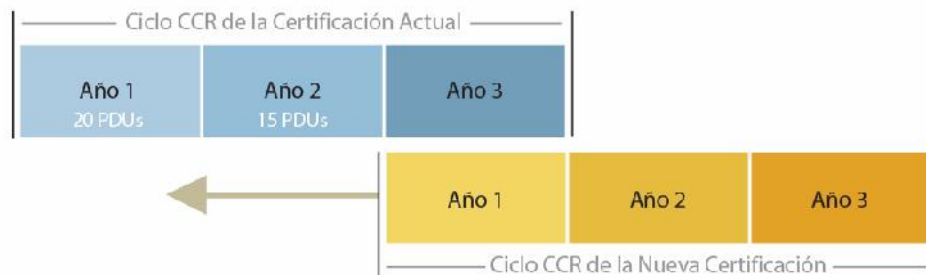 Ciclo CCR de la Certificación Actual
Año 1
20 PDUs
Año 2
15 PDUs
Año 3
Año 1
Año 2
Año 3
Ciclo CCR de la Nueva Certificación